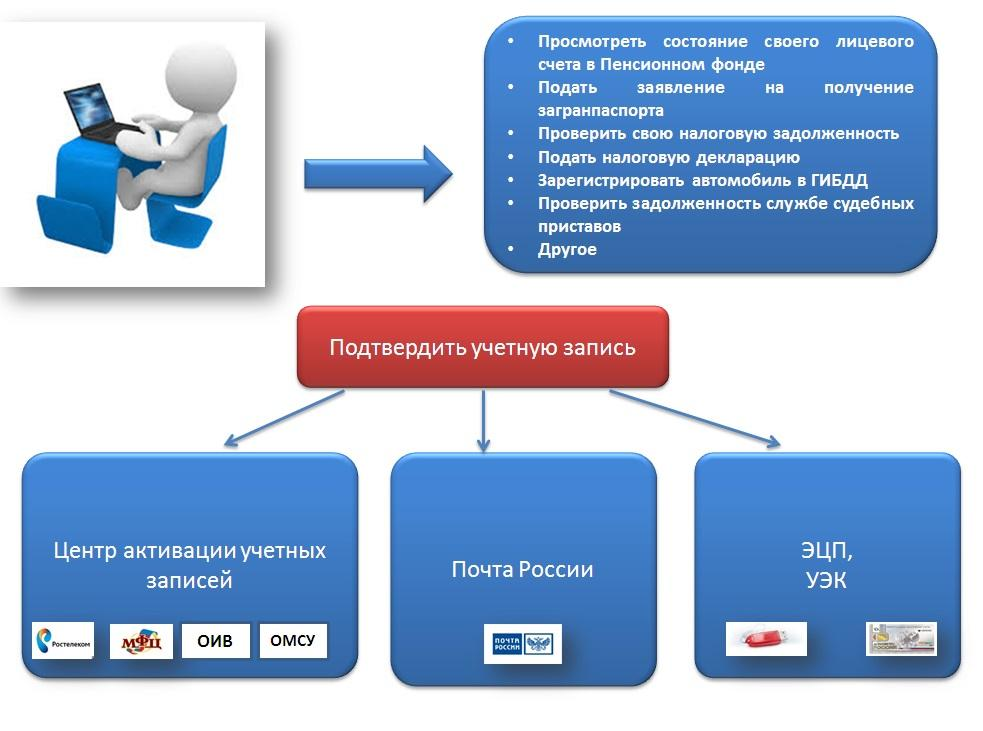 • Просмотреть состояние своего лицевого
счета в Пенсионном фонде
• Подать заявление на получение
загранпаспорта
• Проверить свою налоговую задолженность
• Подать налоговую декларацию
• Зарегистрировать автомобиль в ГИБДД
• Проверить задолженность службе судебных
приставов
• Другое
Подтвердить учетную запись
Центр активации учетных
записей
Ростелеком
МФЦ
ОИВ
ОМСУ
Почта России
ПОЧТА
РОССИИ
ЭЦП,
УЭК